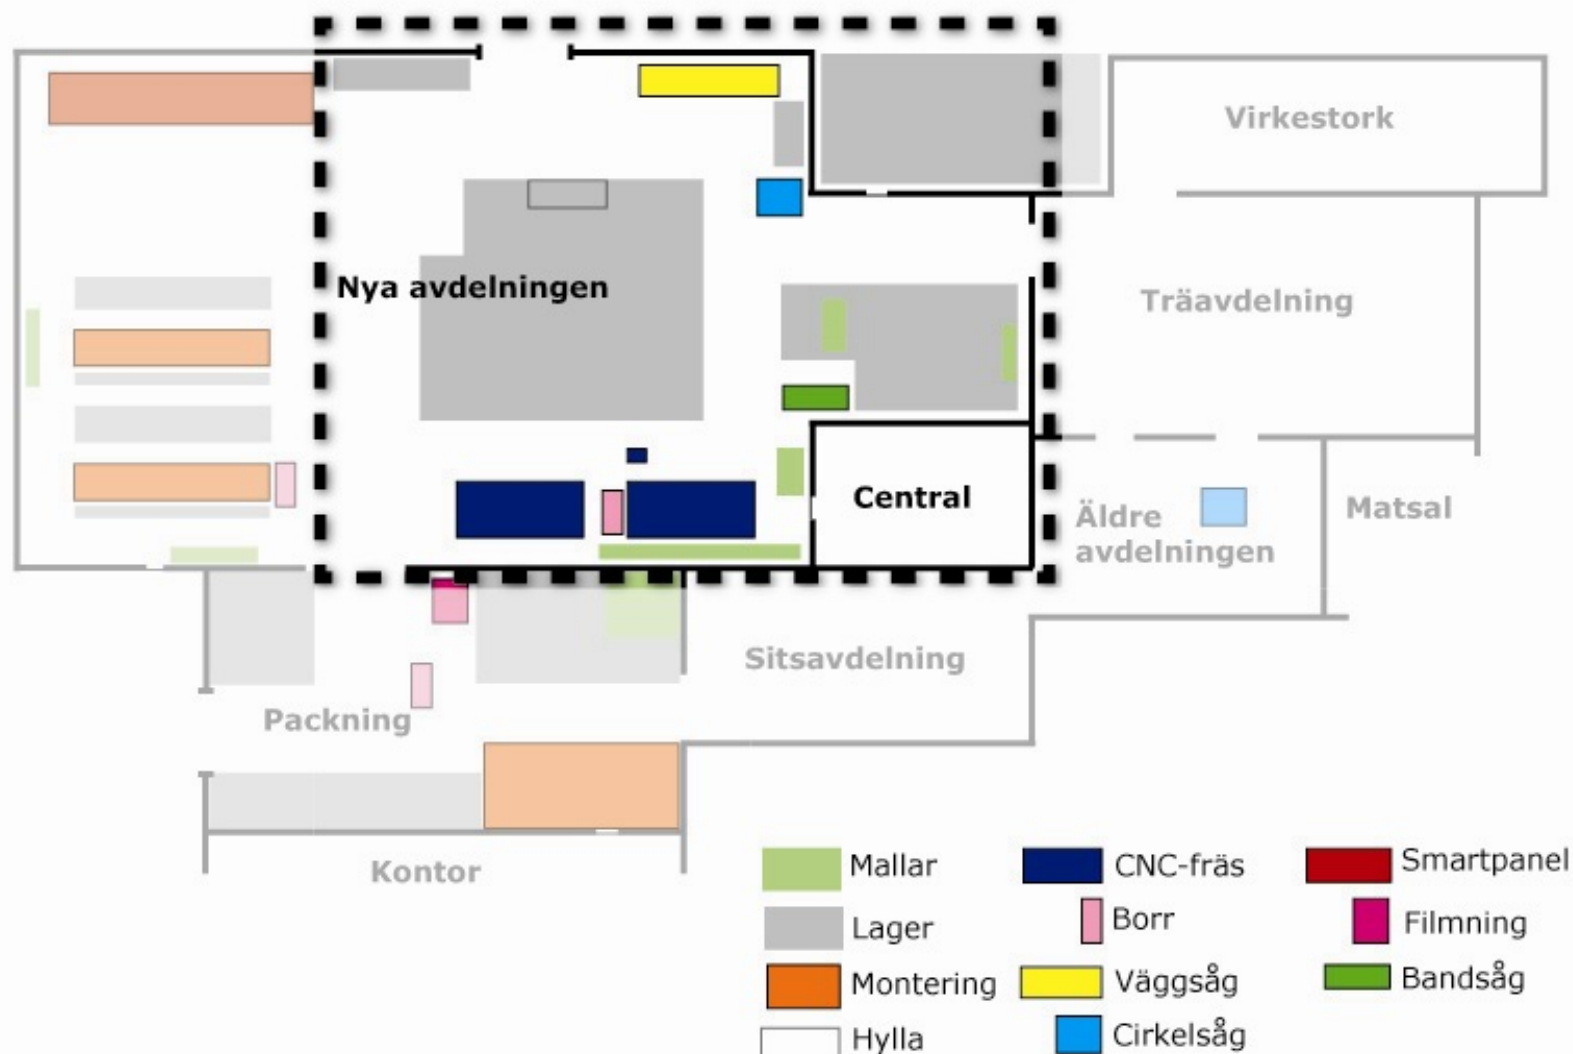 Virkestork
Nya avdelningen
Träavdelning
Central
Äldre
avdelningen
Matsal
Sitsavdelning
Packning
Kontor
Mallar
CNC-fräs
Smartpanel
Lager
Borr
Filmning
Montering
Väggsåg
Bandsåg
Hylla
Cirkelsåg